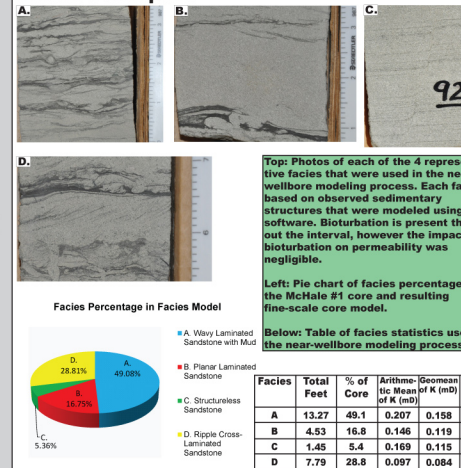 A.
B.
C.
92
D.
Top: Photos of each of the 4 represe
tive facies that were used in the ne
wellbore modeling process. Each fa
based on observed sedimentary
structures that were modeled using
software. Bioturbation is present th
out the interval, however the impac
bioturbation on permeability was
negligible.
Left: Pie chart of facies percentage
the McHale #1 core and resulting
fine-scale core model.
Below: Table of facies statistics us
the near-wellbore modeling process
Facies Percentage in Facies Model
D.
28.81%
A.
49.08%
B.
16.75%
C.
5.36%
A. Wavy Laminated
Sandstone with Mud
B. Planar Laminated
Sandstone
C. Structureless
Sandstone
D. Ripple Cross-
Laminated
Sandstone
Facies Total Feet % of Core Arithme-tic Mean of K (mD) Geomean of K (mD)
A 13.27 49.1 0.207 0.158
B 4.53 16.8 0.146 0.119
C 1.45 5.4 0.169 0.115
D 7.79 28.8 0.097 0.084